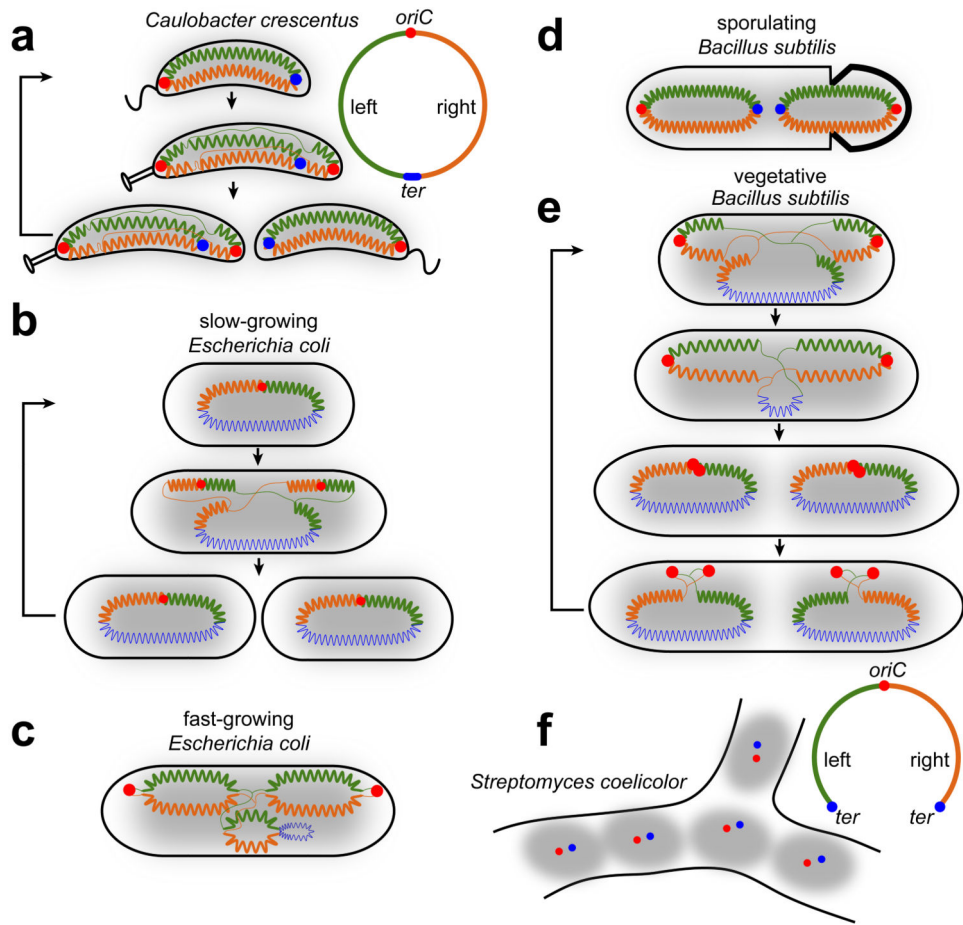 a
Caulobacter crescentus
oriC
left
right
ter
b
slow-growing
Escherichia coli
c
fast-growing
Escherichia coli
d
sporulating
Bacillus subtilis
e
vegetative
Bacillus subtilis
f
Streptomyces coelicolor
oriC
left
right
ter
ter